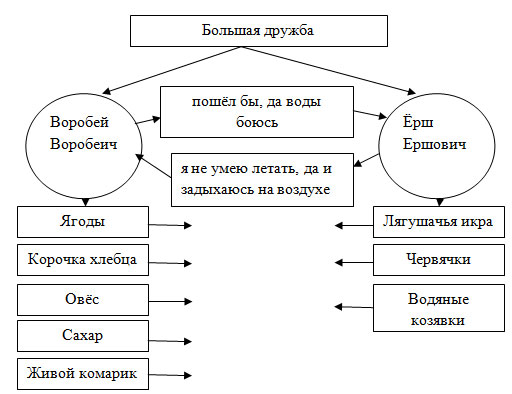 Большая дружба
Воробей
Воробеич
пошёл бы, да воды
боюсь
Ёрш
Ершович
я не умею летать, да и
задыхаюсь на воздухе
Ягоды
Лягушачья икра
Корочка хлебца
Червячки
Овёс
Водяные
козявки
Сахар
Живой комарик